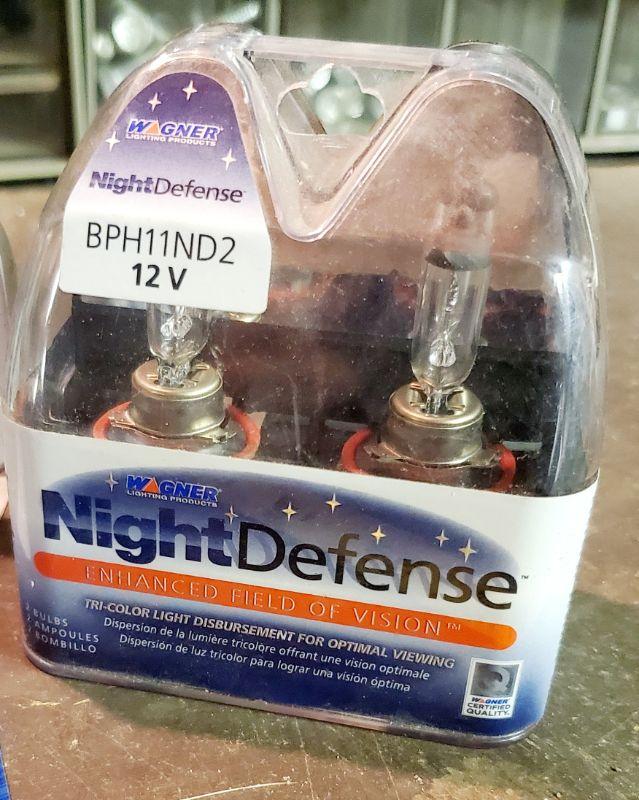 WAGNER
LIGHTING PRODUCTS
NightDefense
BPH11ND2
12 V
WAGNER
LIGHTING PRODUCTS
NightDefense™
ENHANCED FIELD OF VISION™
TRI-COLOR LIGHT DISBURSEMENT FOR OPTIMAL VIEWING
Dispersion de la lumière tricolore offrant une vision optimale
Dispersión de luz tricolor para lograr una visión óptima
2 BULBS
2 AMPOULES
BOMBILLO
WAGNER
CERTIFIED
QUALITY.